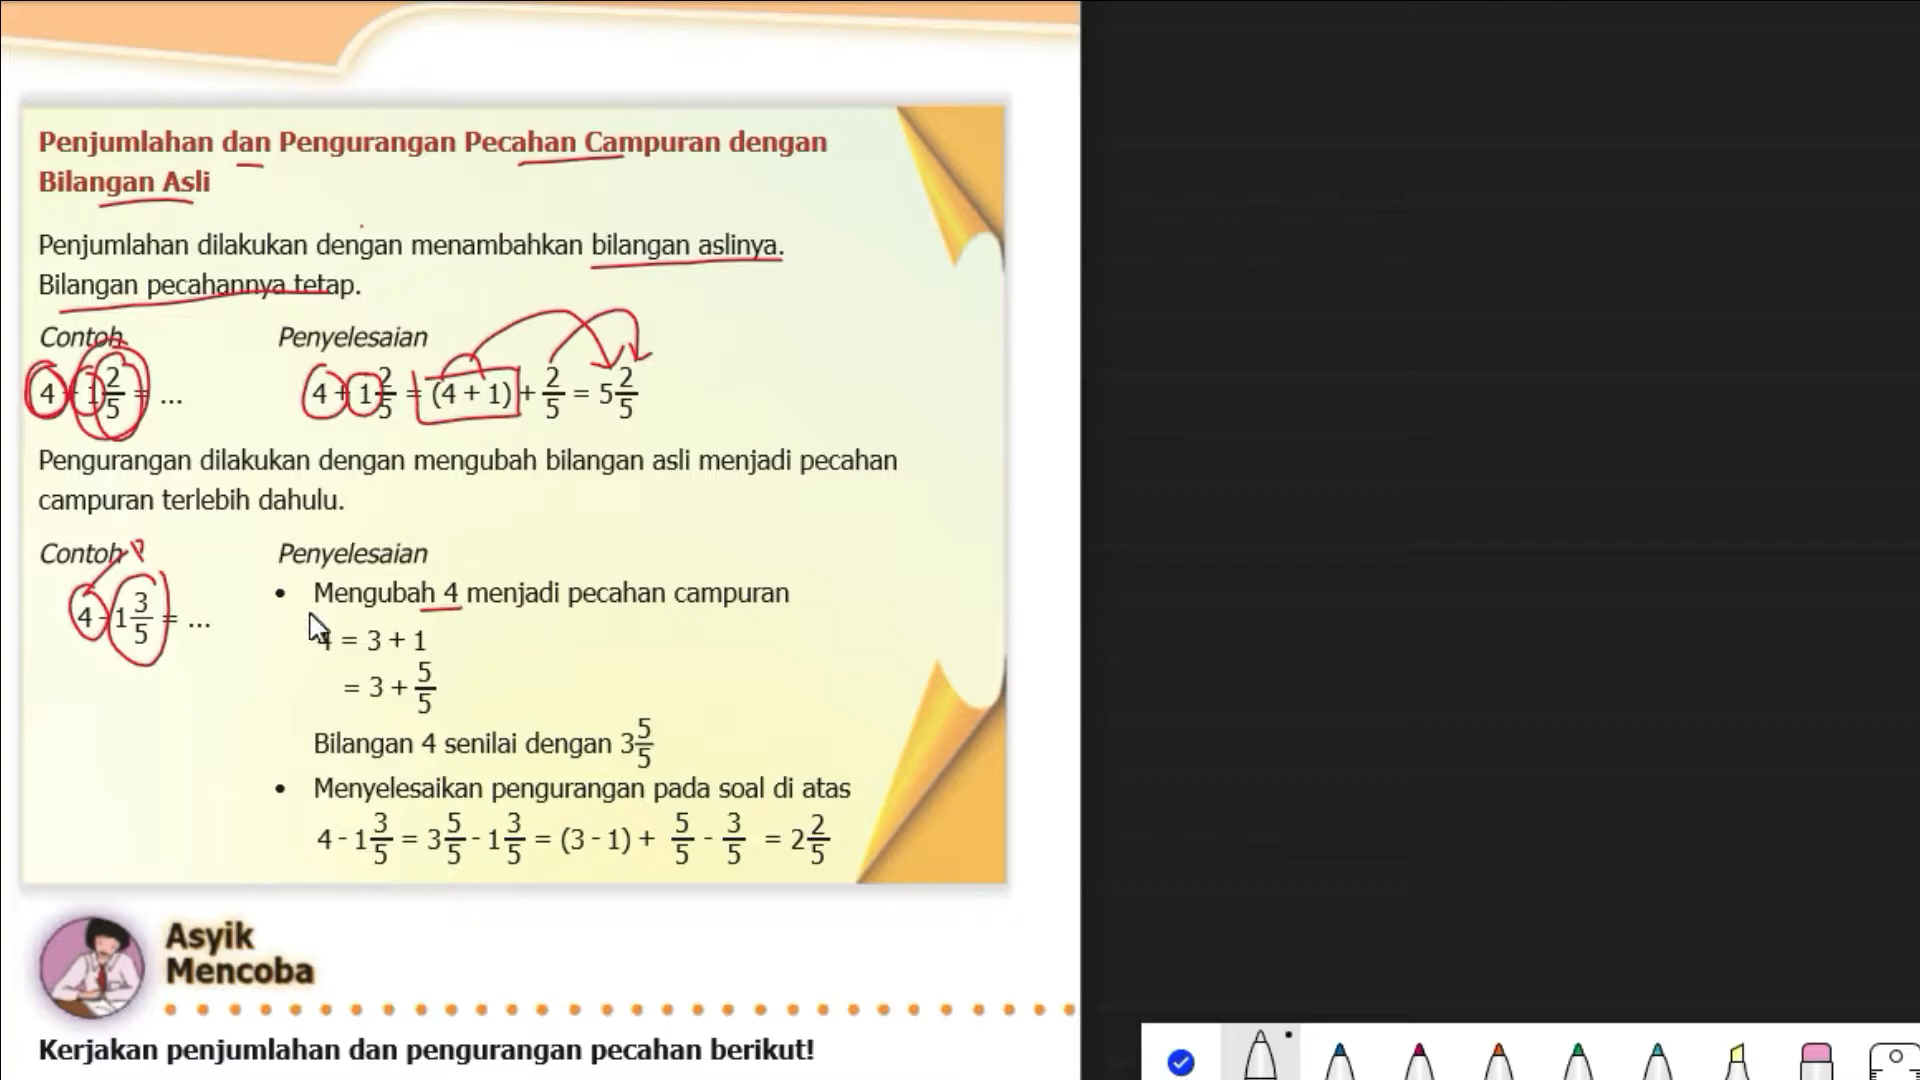 Penjumlahan dan Pengurangan Pecahan Campuran dengan
Bilangan Asli
Penjumlahan dilakukan dengan menambahkan bilangan aslinya.
Bilangan pecahannya tetap.
Contoh Penyelesaian
4 + 1 2/5 = ... 4 + 1 2/5 = (4 + 1) + 2/5 = 5 2/5
Pengurangan dilakukan dengan mengubah bilangan asli menjadi pecahan
campuran terlebih dahulu.
Contoh Penyelesaian
• Mengubah 4 menjadi pecahan campuran
4 - 1 3/5 = ...
4 = 3 + 1
= 3 + 5/5
Bilangan 4 senilai dengan 3 5/5
• Menyelesaikan pengurangan pada soal di atas
4 - 1 3/5 = 3 5/5 - 1 3/5 = (3 - 1) + 5/5 - 3/5 = 2 2/5
Asyik
Mencoba
Kerjakan penjumlahan dan pengurangan pecahan berikut!